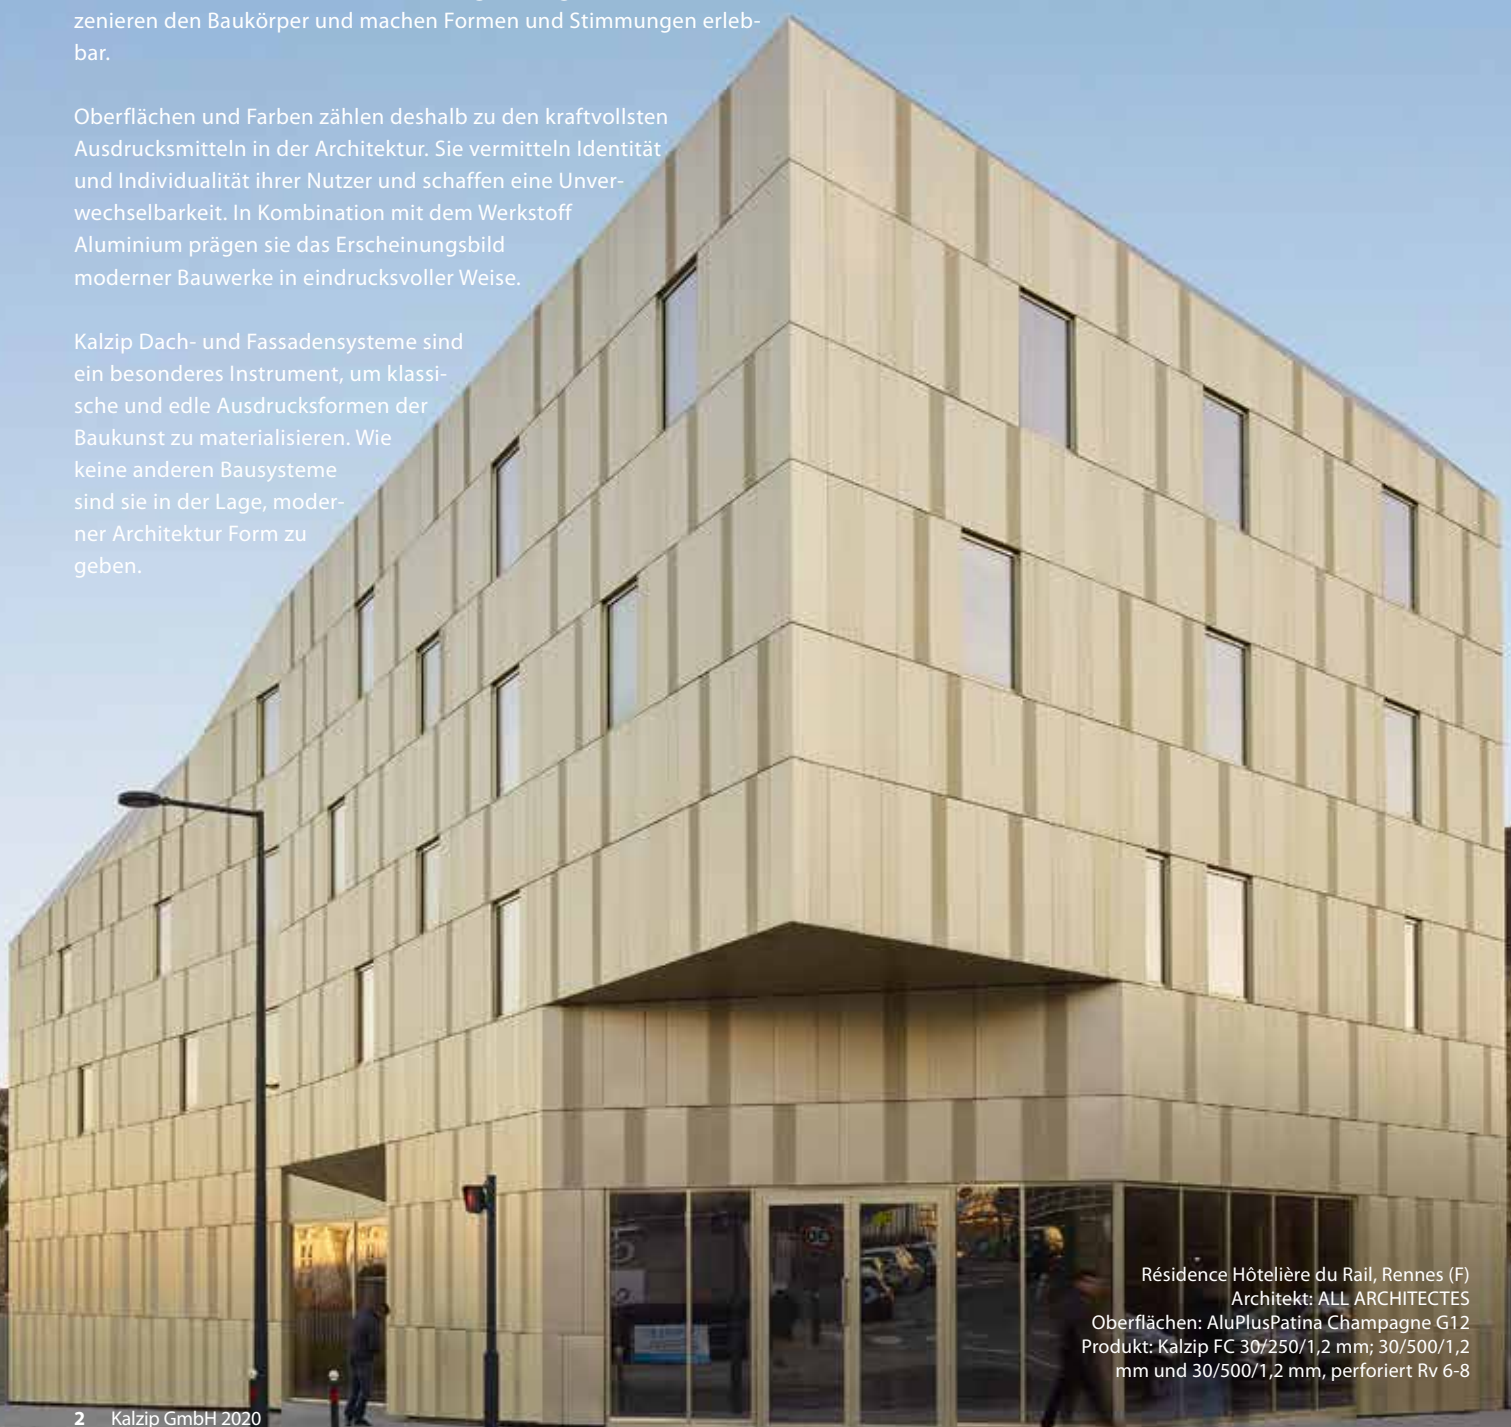 zenieren den Baukörper und machen Formen und Stimmungen erleb-
bar.
Oberflächen und Farben zählen deshalb zu den kraftvollsten
Ausdrucksmitteln in der Architektur. Sie vermitteln Identität
und Individualität ihrer Nutzer und schaffen eine Unver-
wechselbarkeit. In Kombination mit dem Werkstoff
Aluminium prägen sie das Erscheinungsbild
moderner Bauwerke in eindrucksvoller Weise.
Kalzip Dach- und Fassadensysteme sind
ein besonderes Instrument, um klassi-
sche und edle Ausdrucksformen der
Baukunst zu materialisieren. Wie
keine anderen Bausysteme
sind sie in der Lage, moder-
ner Architektur Form zu
geben.
Résidence Hôtelière du Rail, Rennes (F)
Architekt: ALL ARCHITECTES
Oberflächen: AluPlusPatina Champagne G12
Produkt: Kalzip FC 30/250/1,2 mm; 30/500/1,2
mm und 30/500/1,2 mm, perforiert Rv 6-8
2 Kalzip GmbH 2020